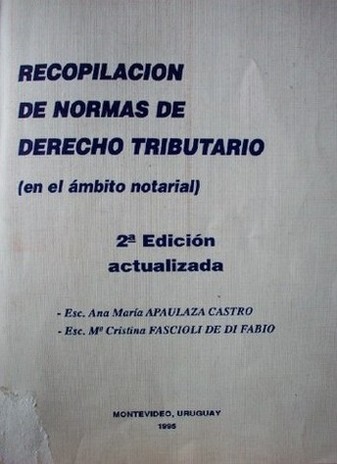 RECOPILACION
DE NORMAS DE
DERECHO TRIBUTARIO
(en el ámbito notarial)
2ª Edición
actualizada
- Esc. Ana María APAULAZA CASTRO
- Esc. Mª Cristina FASCIOLI DE DI FABIO
MONTEVIDEO, URUGUAY
1995